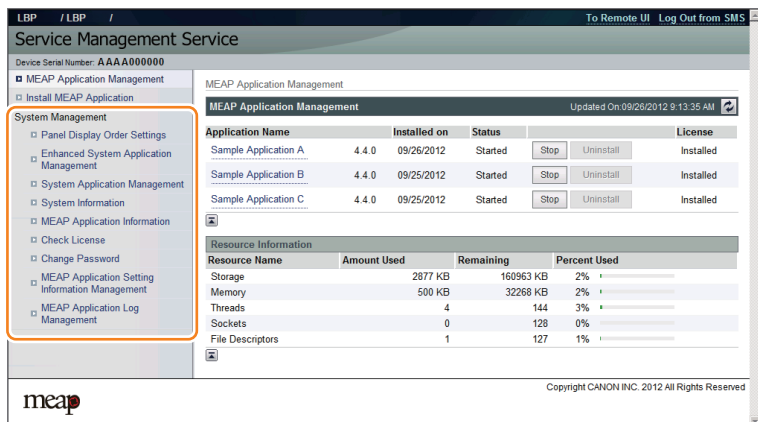 LBP / LBP /
To Remote UI Log Out from SMS
Service Management Service
Device Serial Number: AAAA000000
MEAP Application Management
Install MEAP Application
System Management
Panel Display Order Settings
Enhanced System Application
Management
System Application Management
System Information
MEAP Application Information
Check License
Change Password
MEAP Application Setting
Information Management
MEAP Application Log
Management
MEAP Application Management
MEAP Application Management Updated On:09/26/2012 9:13:35 AM
Application Name Installed on Status License
Sample Application A 4.4.0 09/26/2012 Started Stop Uninstall Installed
Sample Application B 4.4.0 09/25/2012 Started Stop Uninstall Installed
Sample Application C 4.4.0 09/25/2012 Started Stop Uninstall Installed
Resource Information
Resource Name Amount Used Remaining Percent Used
Storage 2877 KB 160963 KB 2%
Memory 500 KB 32268 KB 2%
Threads 4 144 3%
Sockets 0 128 0%
File Descriptors 1 127 1%
Copyright CANON INC. 2012 All Rights Reserved
meap